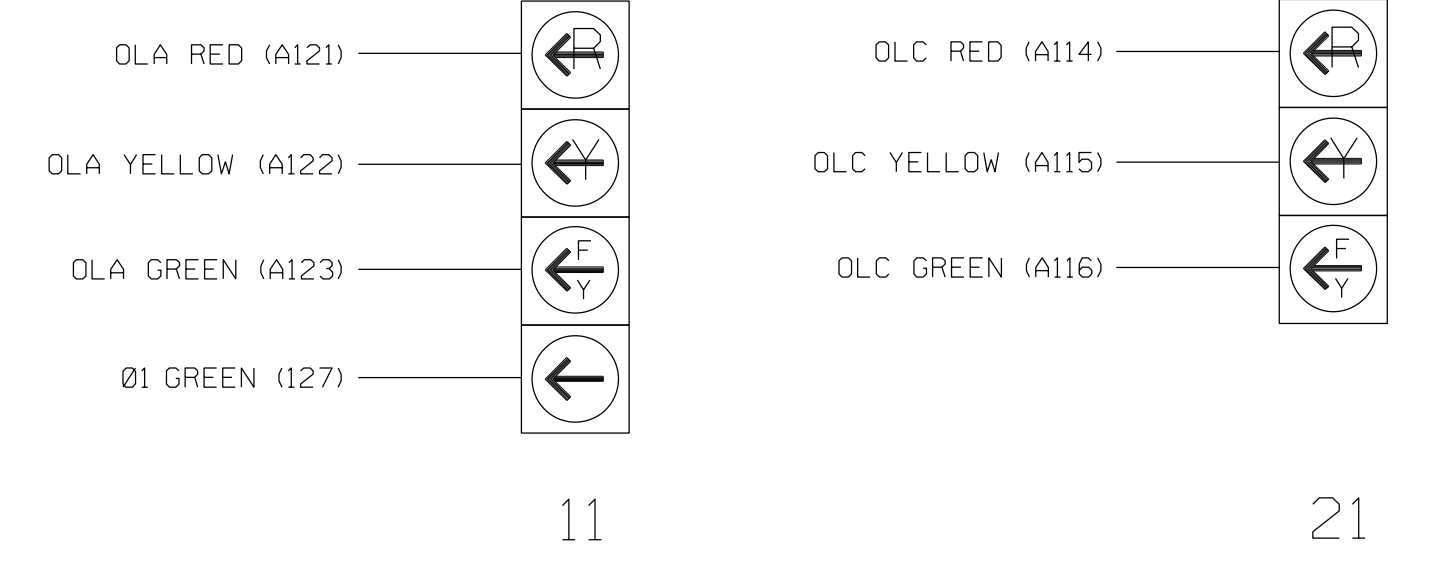 OLA RED (A121)
R
OLA YELLOW (A122)
Y
OLA GREEN (A123)
F
Y
Ø1 GREEN (127)
11
OLC RED (A114)
R
OLC YELLOW (A115)
Y
OLC GREEN (A116)
F
Y
21